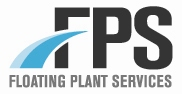 FPS
FLOATING PLANT SERVICES